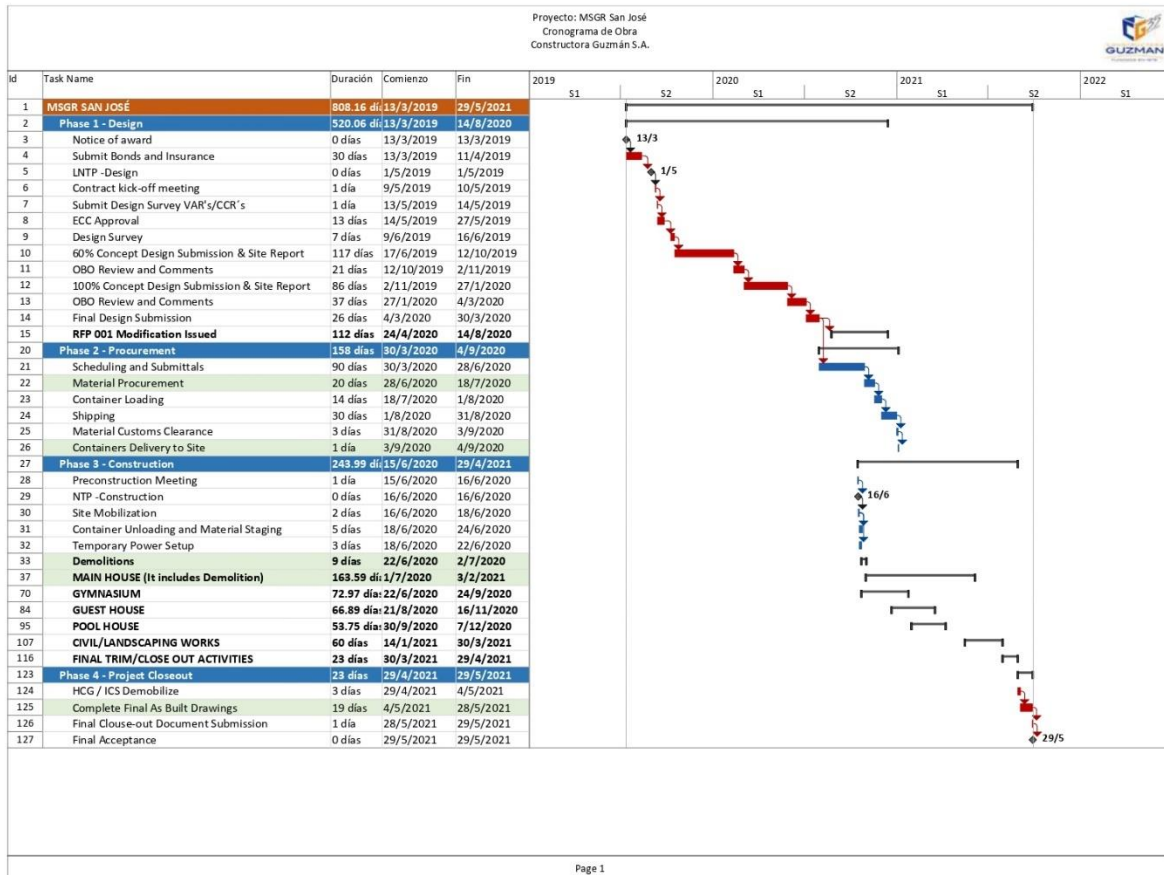 Proyecto: MSGR San José
Cronograma de Obra
Constructora Guzmán S.A.
GUZMAN
Id Task Name Duración Comienzo Fin 2019 2020 2021 2022
S1 S2 S1 S2 S1 S2 S1
1 MSGR SAN JOSÉ 808.16 dí 13/3/2019 29/5/2021
2 Phase 1 - Design 520.06 dí 13/3/2019 14/8/2020
3 Notice of award 0 días 13/3/2019 13/3/2019 13/3
4 Submit Bonds and Insurance 30 días 13/3/2019 11/4/2019
5 LNTP -Design 0 días 1/5/2019 1/5/2019 1/5
6 Contract kick-off meeting 1 día 9/5/2019 10/5/2019
7 Submit Design Survey VAR's/CCR´s 1 día 13/5/2019 14/5/2019
8 ECC Approval 13 días 14/5/2019 27/5/2019
9 Design Survey 7 días 9/6/2019 16/6/2019
10 60% Concept Design Submission & Site Report 117 días 17/6/2019 12/10/2019
11 OBO Review and Comments 21 días 12/10/2019 2/11/2019
12 100% Concept Design Submission & Site Report 86 días 2/11/2019 27/1/2020
13 OBO Review and Comments 37 días 27/1/2020 4/3/2020
14 Final Design Submission 26 días 4/3/2020 30/3/2020
15 RFP 001 Modification Issued 112 días 24/4/2020 14/8/2020
20 Phase 2 - Procurement 158 días 30/3/2020 4/9/2020
21 Scheduling and Submittals 90 días 30/3/2020 28/6/2020
22 Material Procurement 20 días 28/6/2020 18/7/2020
23 Container Loading 14 días 18/7/2020 1/8/2020
24 Shipping 30 días 1/8/2020 31/8/2020
25 Material Customs Clearance 3 días 31/8/2020 3/9/2020
26 Containers Delivery to Site 1 día 3/9/2020 4/9/2020
27 Phase 3 - Construction 243.99 dí 15/6/2020 29/4/2021
28 Preconstruction Meeting 1 día 15/6/2020 16/6/2020
29 NTP -Construction 0 días 16/6/2020 16/6/2020 16/6
30 Site Mobilization 2 días 16/6/2020 18/6/2020
31 Container Unloading and Material Staging 5 días 18/6/2020 24/6/2020
32 Temporary Power Setup 3 días 18/6/2020 22/6/2020
33 Demolitions 9 días 22/6/2020 2/7/2020
37 MAIN HOUSE (It includes Demolition) 163.59 dí 1/7/2020 3/2/2021
70 GYMNASIUM 72.97 días 22/6/2020 24/9/2020
84 GUEST HOUSE 66.89 días 21/8/2020 16/11/2020
95 POOL HOUSE 53.75 días 30/9/2020 7/12/2020
107 CIVIL/LANDSCAPING WORKS 60 días 14/1/2021 30/3/2021
116 FINAL TRIM/CLOSE OUT ACTIVITIES 23 días 30/3/2021 29/4/2021
123 Phase 4 - Project Closeout 23 días 29/4/2021 29/5/2021
124 HCG / ICS Demobilize 3 días 29/4/2021 4/5/2021
125 Complete Final As Built Drawings 19 días 4/5/2021 28/5/2021
126 Final Clouse-out Document Submission 1 día 28/5/2021 29/5/2021
127 Final Acceptance 0 días 29/5/2021 29/5/2021 29/5
Page 1